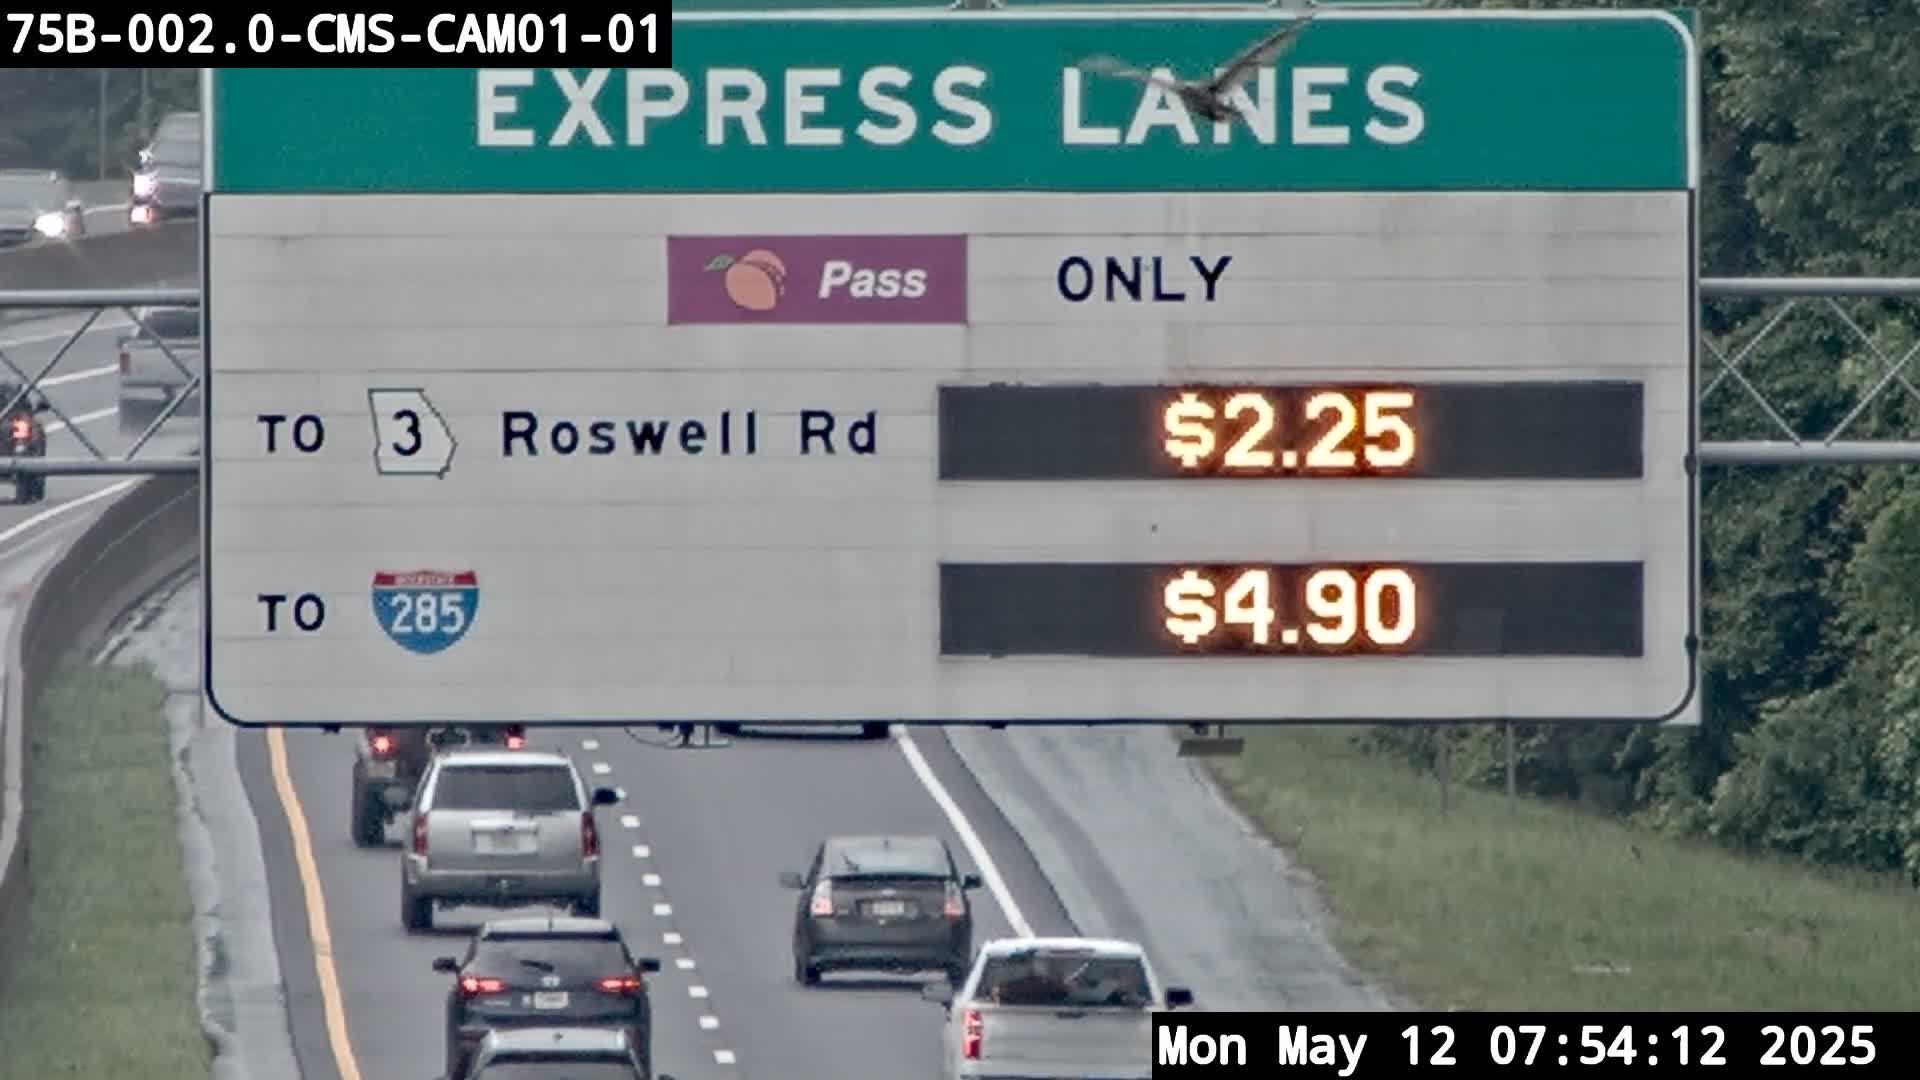 75B-002.0-CMS-CAM01-01
EXPRESS LANES
Pass ONLY
TO 3 Roswell Rd $2.25
INTERSTATE
TO 285 $4.90
Mon May 12 07:54:12 2025